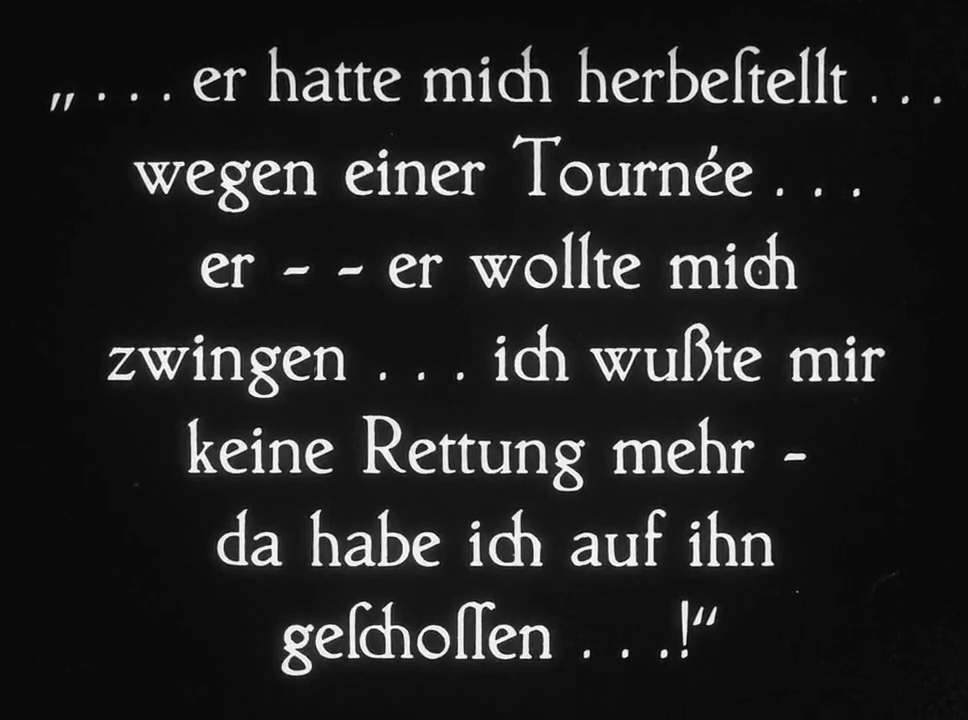 „. . . er hatte mich herbeſtellt . . .
wegen einer Tournée . . .
er - - er wollte mich
zwingen . . . ich wußte mir
keine Rettung mehr -
da habe ich auf ihn
geſchoſſen . . .!“